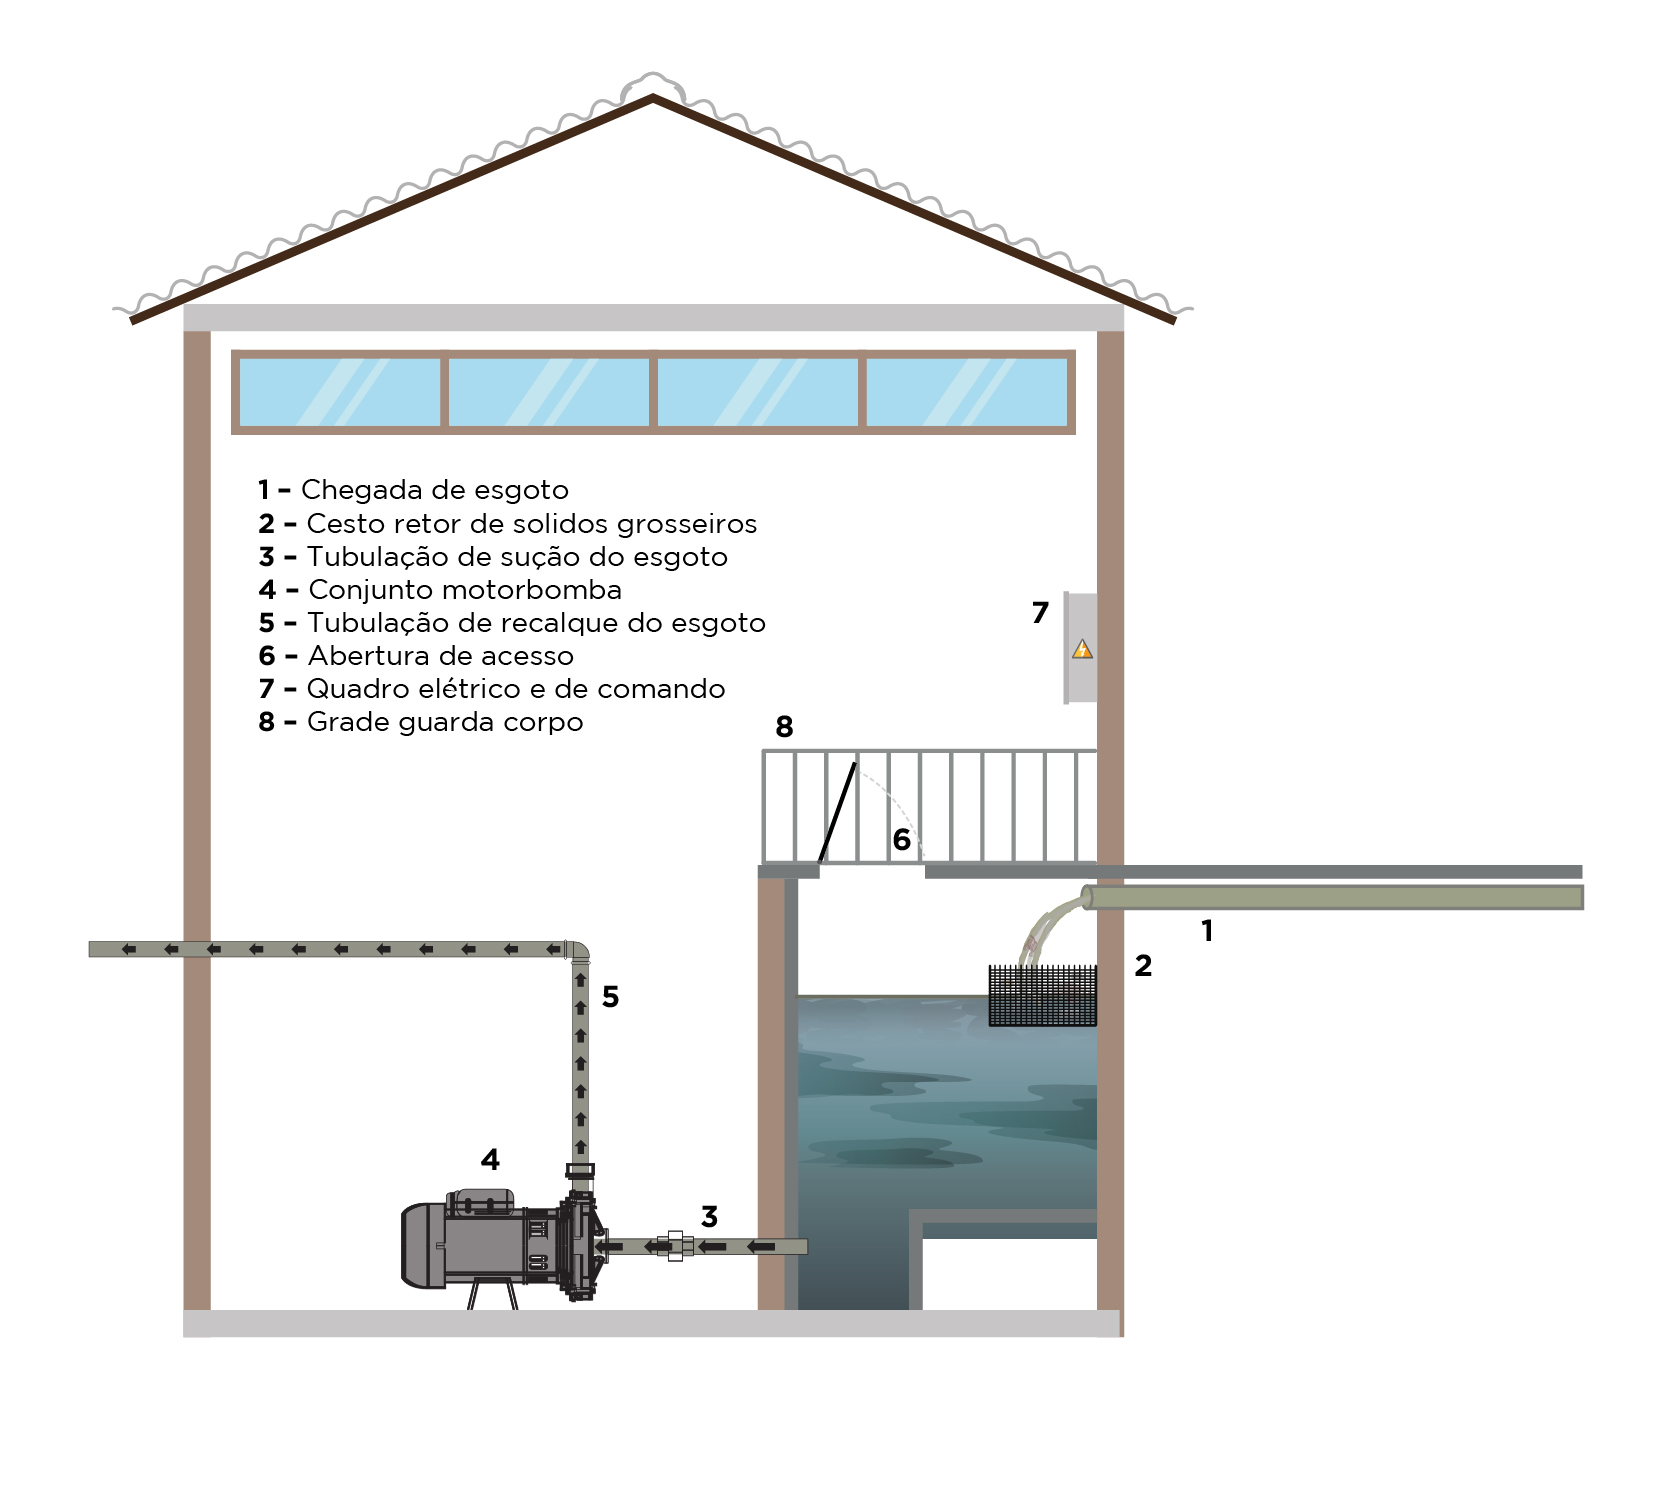 1 – Chegada de esgoto
2 – Cesto retor de solidos grosseiros
3 – Tubulação de sução do esgoto
4 – Conjunto motorbomba
5 – Tubulação de recalque do esgoto
6 – Abertura de acesso
7 – Quadro elétrico e de comando
8 – Grade guarda corpo
7
8
6
1
2
5
4
3